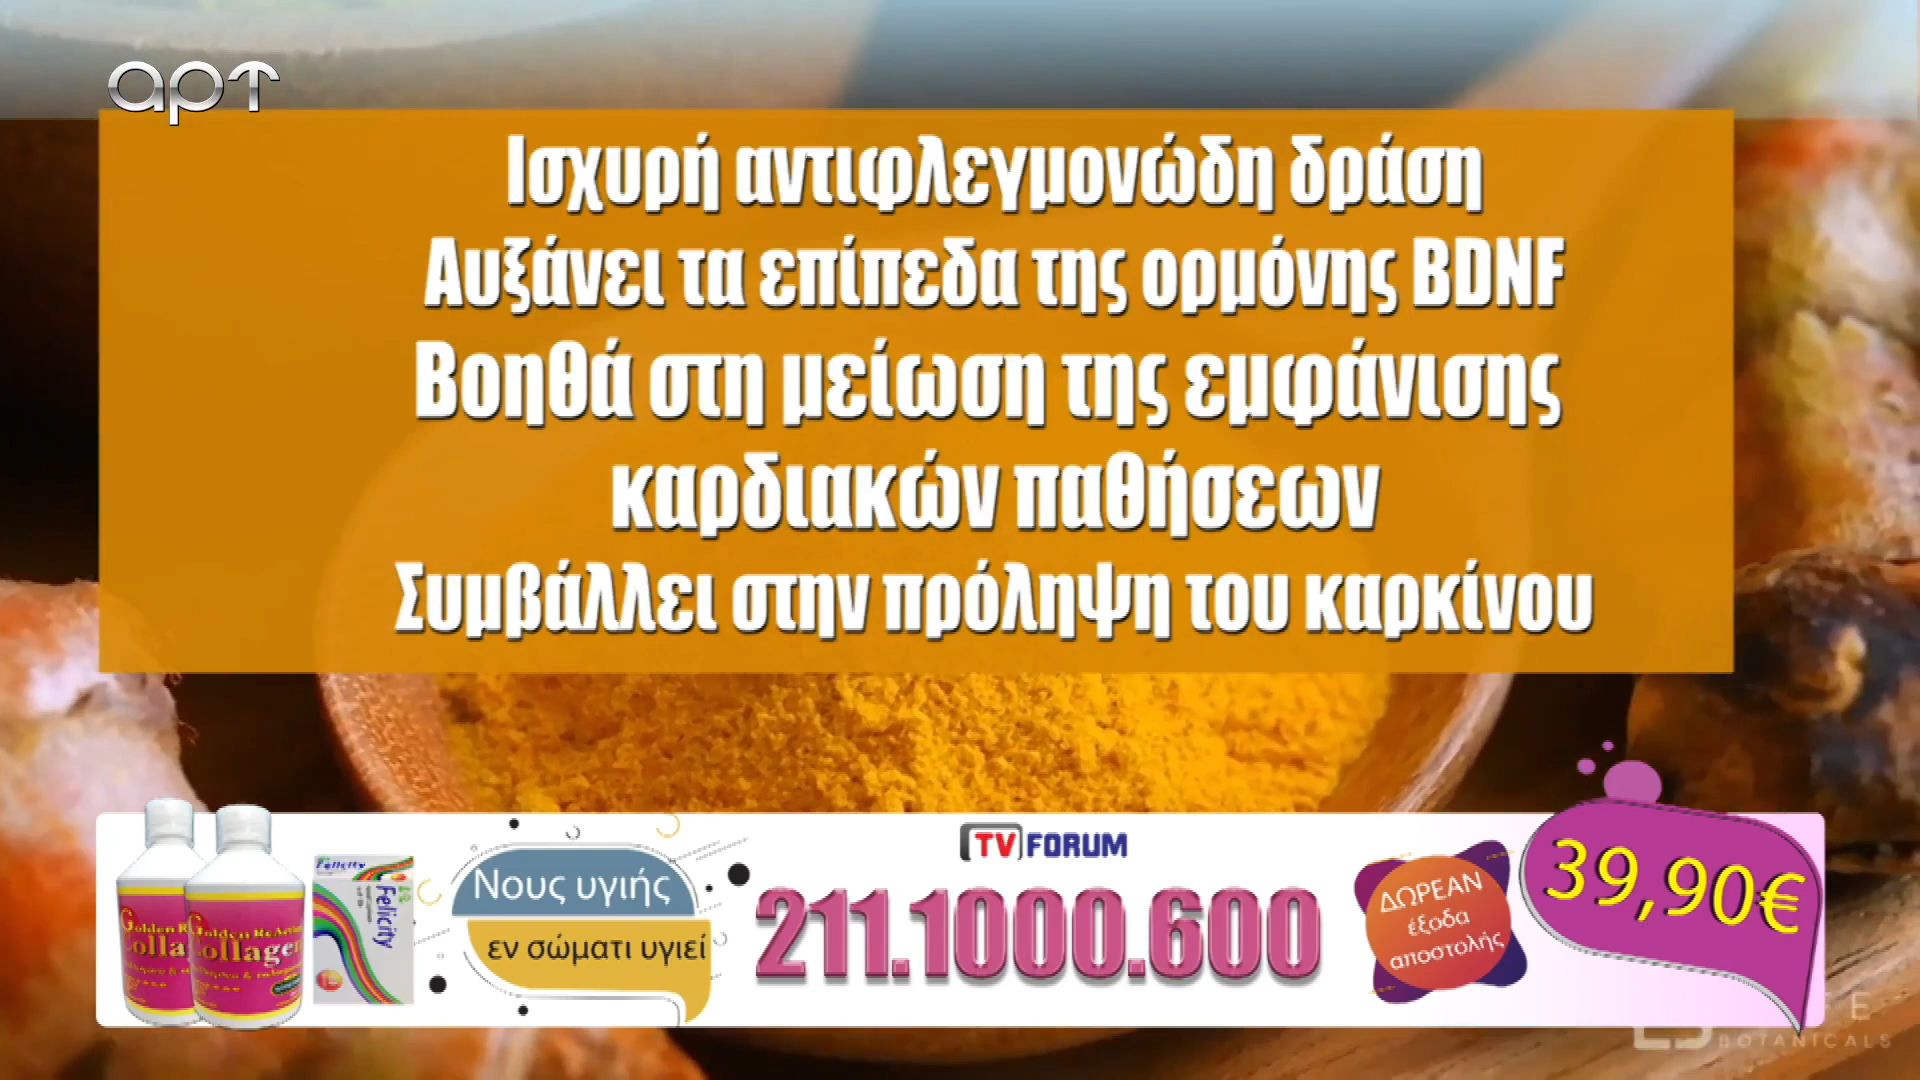 αρτ
Ισχυρή αντιφλεγμονώδη δράση
Αυξάνει τα επίπεδα της ορμόνης BDNF
Βοηθά στη μείωση της εμφάνισης
καρδιακών παθήσεων
Συμβάλλει στην πρόληψη του καρκίνου
TV FORUM
Νους υγιής
εν σώματι υγιεί
211.1000.600
ΔΩΡΕΑΝ
έξοδα
αποστολής
39,90€
Golden
Collagen
Felicity
Felicity
BOTANICALS